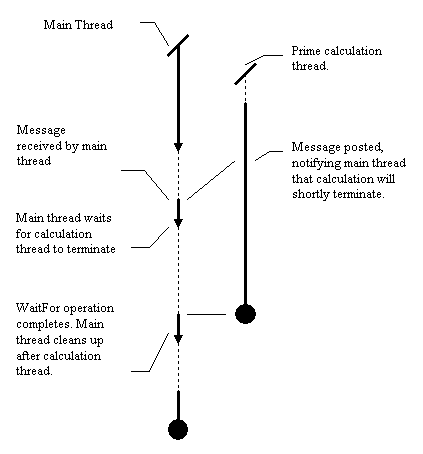 Main Thread
Prime calculation
thread.
Message
received by main
thread
Message posted,
notifying main thread
that calculation will
shortly terminate.
Main thread waits
for calculation
thread to terminate
WaitFor operation
completes. Main
thread cleans up
after calculation
thread.